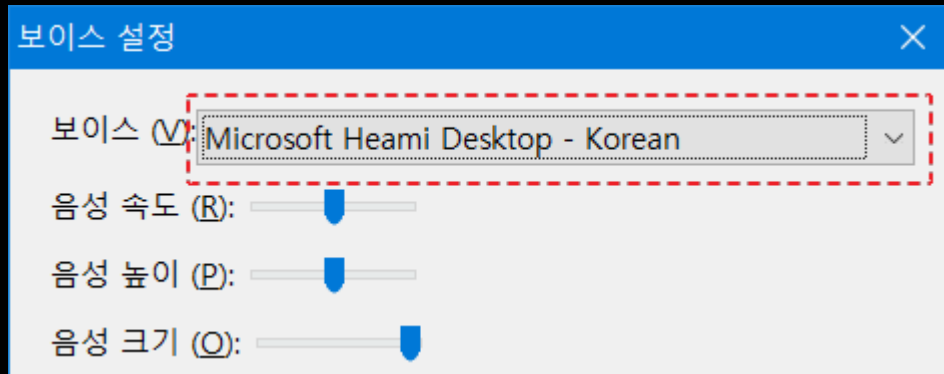 보이스 설정
보이스 (V): Microsoft Heami Desktop - Korean
음성 속도 (R):
음성 높이 (P):
음성 크기 (O):